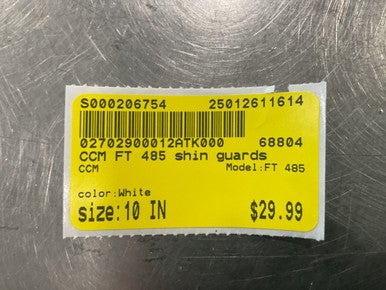 S000206754 25012611614
02702900012ATK000 68804
CCM FT 485 shin guards
CCM Model:FT 485
color:White
size:10 IN $29.99